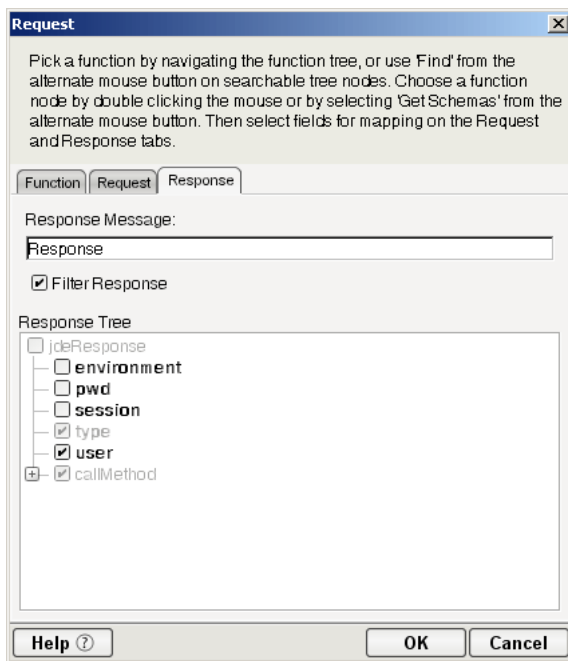 Request
Pick a function by navigating the function tree, or use 'Find' from the
alternate mouse button on searchable tree nodes. Choose a function
node by double clicking the mouse or by selecting 'Get Schemas' from the
alternate mouse button. Then select fields for mapping on the Request
and Response tabs.
Function Request Response
Response Message:
Response
Filter Response
Response Tree
jdeResponse
environment
pwd
session
type
user
callMethod
Help ?
OK Cancel